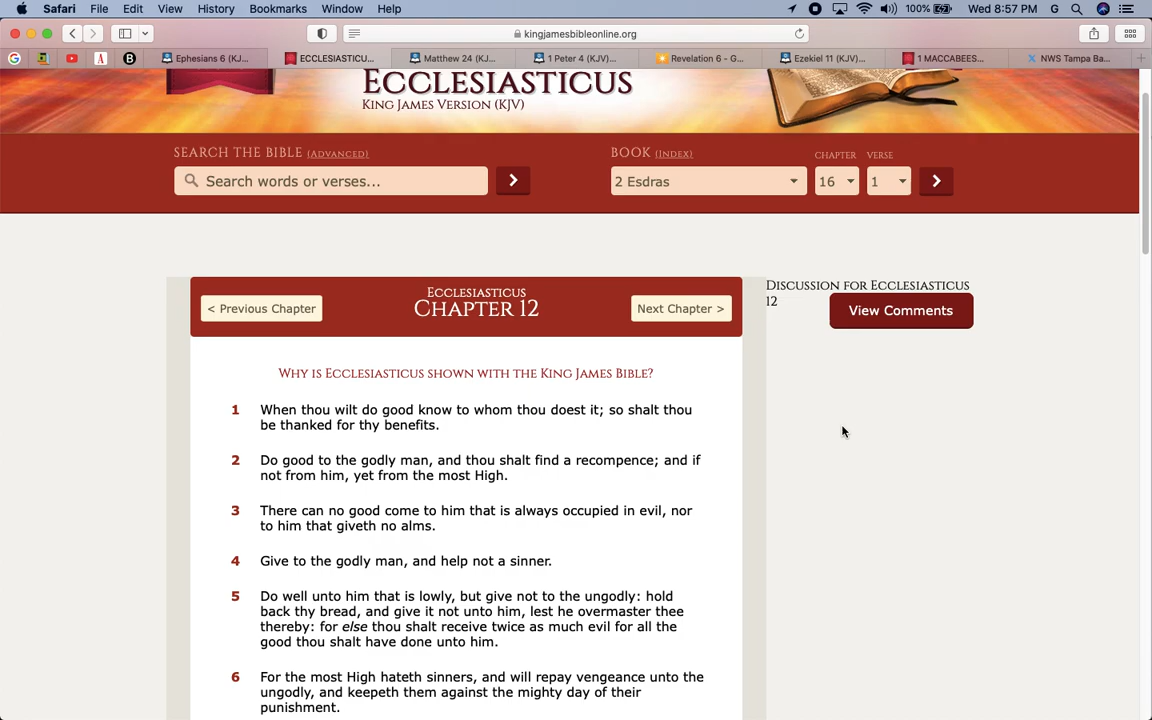 Safari File Edit View History Bookmarks Window Help 100% Wed 8:57 PM G
kingjamesbibleonline.org
Ephesians 6 (KJ... ECCLESIASTICU... Matthew 24 (KJ... 1 Peter 4 (KJV)... Revelation 6 - G... Ezekiel 11 (KJV)... 1 MACCABEES... NWS Tampa Ba...
Ecclesiasticus
King James Version (KJV)
Search the Bible (Advanced)
Book (Index) Chapter Verse
Search words or verses...
2 Esdras 16 1
< Previous Chapter
Ecclesiasticus
Chapter 12
Next Chapter >
Discussion for Ecclesiasticus
12
View Comments
Why is Ecclesiasticus shown with the King James Bible?
1 When thou wilt do good know to whom thou doest it; so shalt thou
be thanked for thy benefits.
2 Do good to the godly man, and thou shalt find a recompence; and if
not from him, yet from the most High.
3 There can no good come to him that is always occupied in evil, nor
to him that giveth no alms.
4 Give to the godly man, and help not a sinner.
5 Do well unto him that is lowly, but give not to the ungodly: hold
back thy bread, and give it not unto him, lest he overmaster thee
thereby: for else thou shalt receive twice as much evil for all the
good thou shalt have done unto him.
6 For the most High hateth sinners, and will repay vengeance unto the
ungodly, and keepeth them against the mighty day of their
punishment.